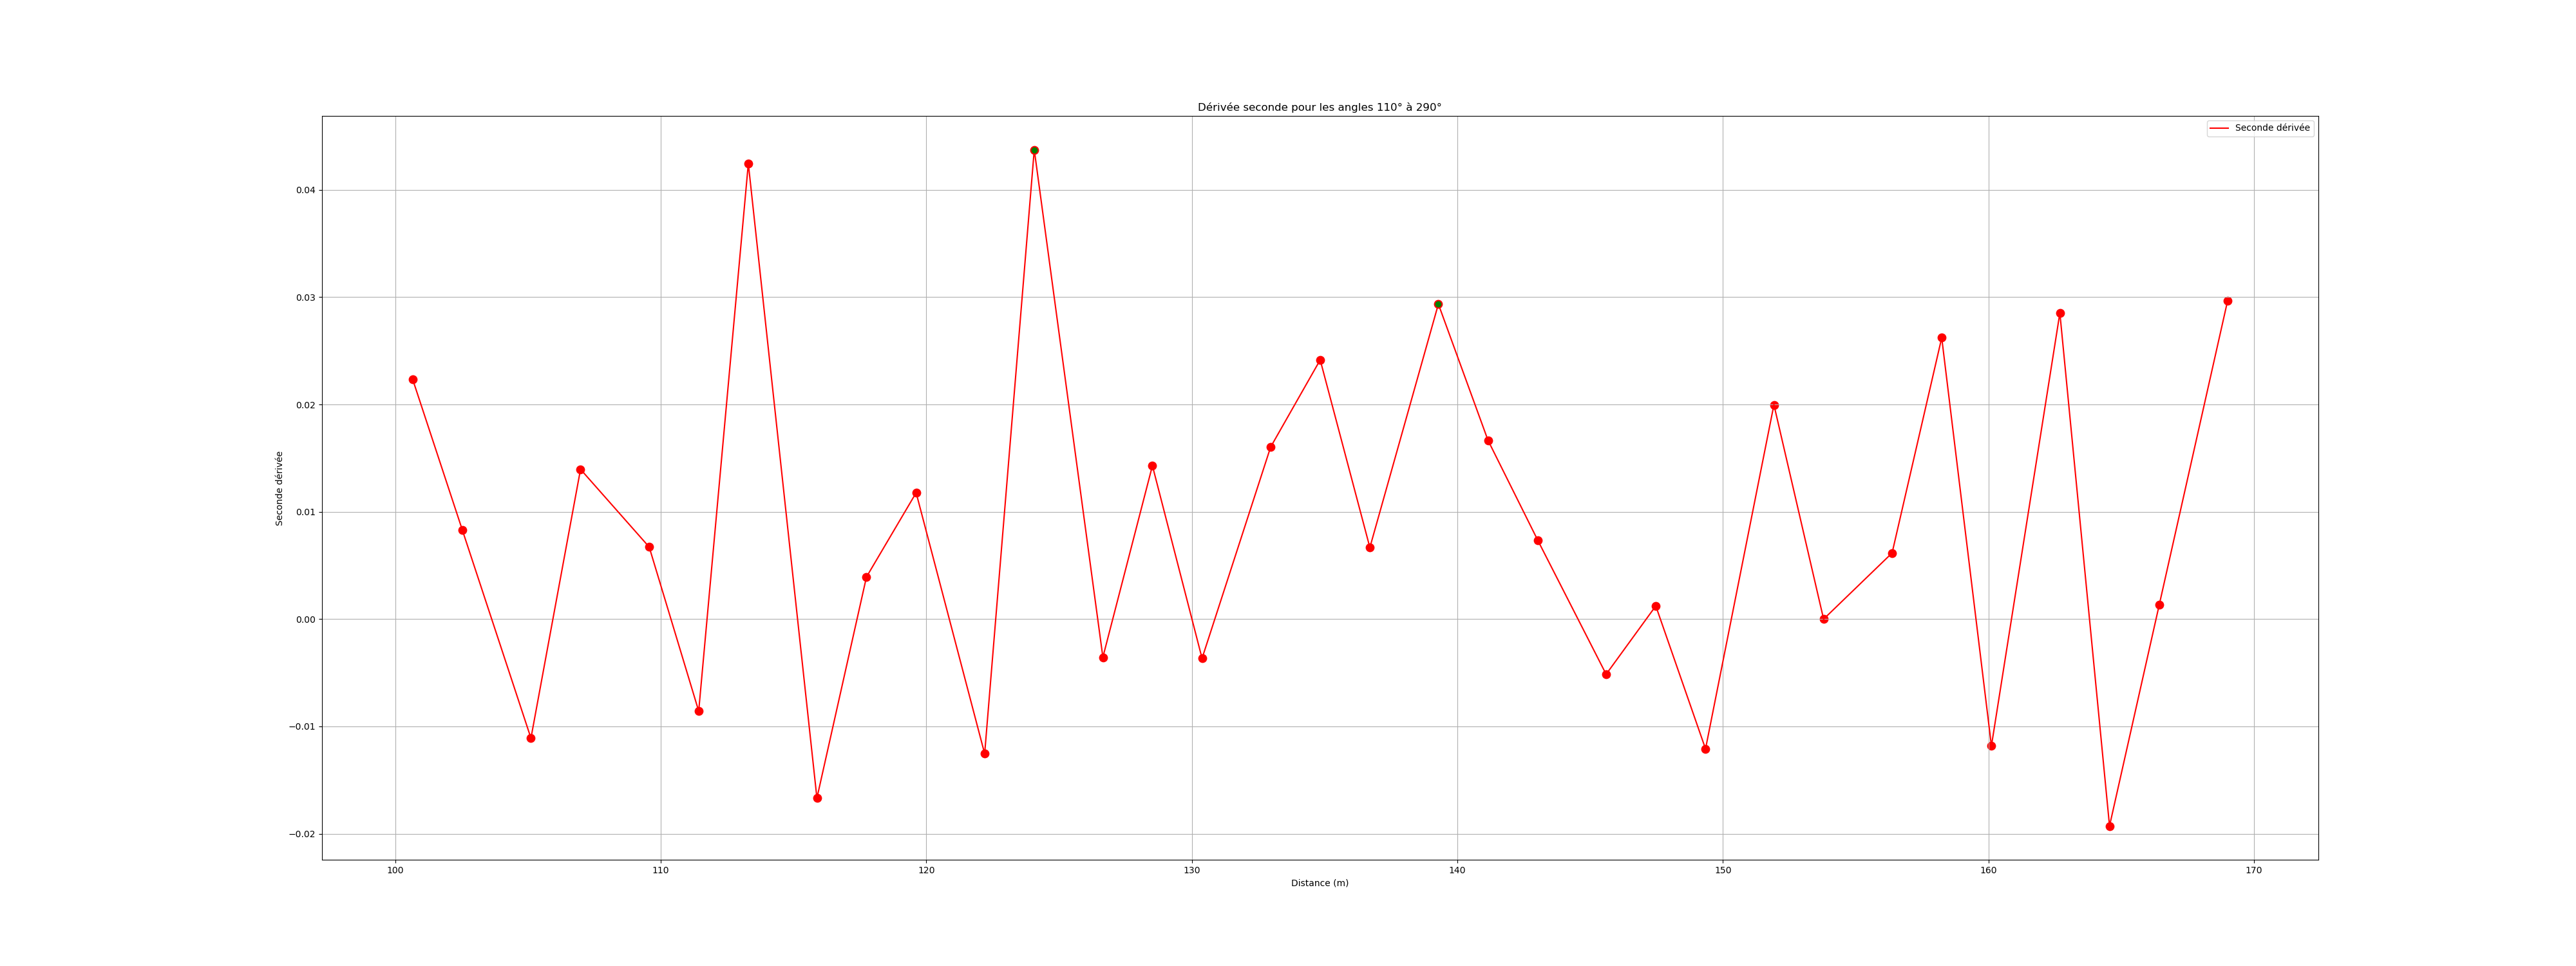 Dérivée seconde pour les angles 110° à 290°
Seconde dérivée
0.04
0.03
0.02
0.01
0.00
−0.01
−0.02
Seconde dérivée
100 110 120 130 140 150 160 170
Distance (m)